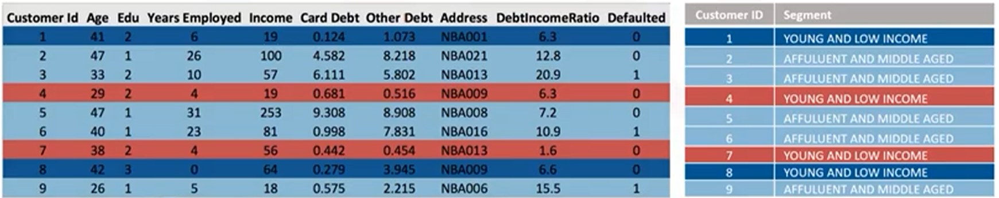 Customer Id Age Edu Years Employed Income Card Debt Other Debt Address DebtIncomeRatio Defaulted
1 41 2 6 19 0.124 1.073 NBA001 6.3 0
2 47 1 26 100 4.582 8.218 NBA021 12.8 0
3 33 2 10 57 6.111 5.802 NBA013 20.9 1
4 29 2 4 19 0.681 0.516 NBA009 6.3 0
5 47 1 31 253 9.308 8.908 NBA008 7.2 0
6 40 1 23 81 0.998 7.831 NBA016 10.9 1
7 38 2 4 56 0.442 0.454 NBA013 1.6 0
8 42 3 0 64 0.279 3.945 NBA009 6.6 0
9 26 1 5 18 0.575 2.215 NBA006 15.5 1
Customer ID Segment
1 YOUNG AND LOW INCOME
2 AFFULUENT AND MIDDLE AGED
3 AFFULUENT AND MIDDLE AGED
4 YOUNG AND LOW INCOME
5 AFFULUENT AND MIDDLE AGED
6 AFFULUENT AND MIDDLE AGED
7 YOUNG AND LOW INCOME
8 YOUNG AND LOW INCOME
9 AFFULUENT AND MIDDLE AGED